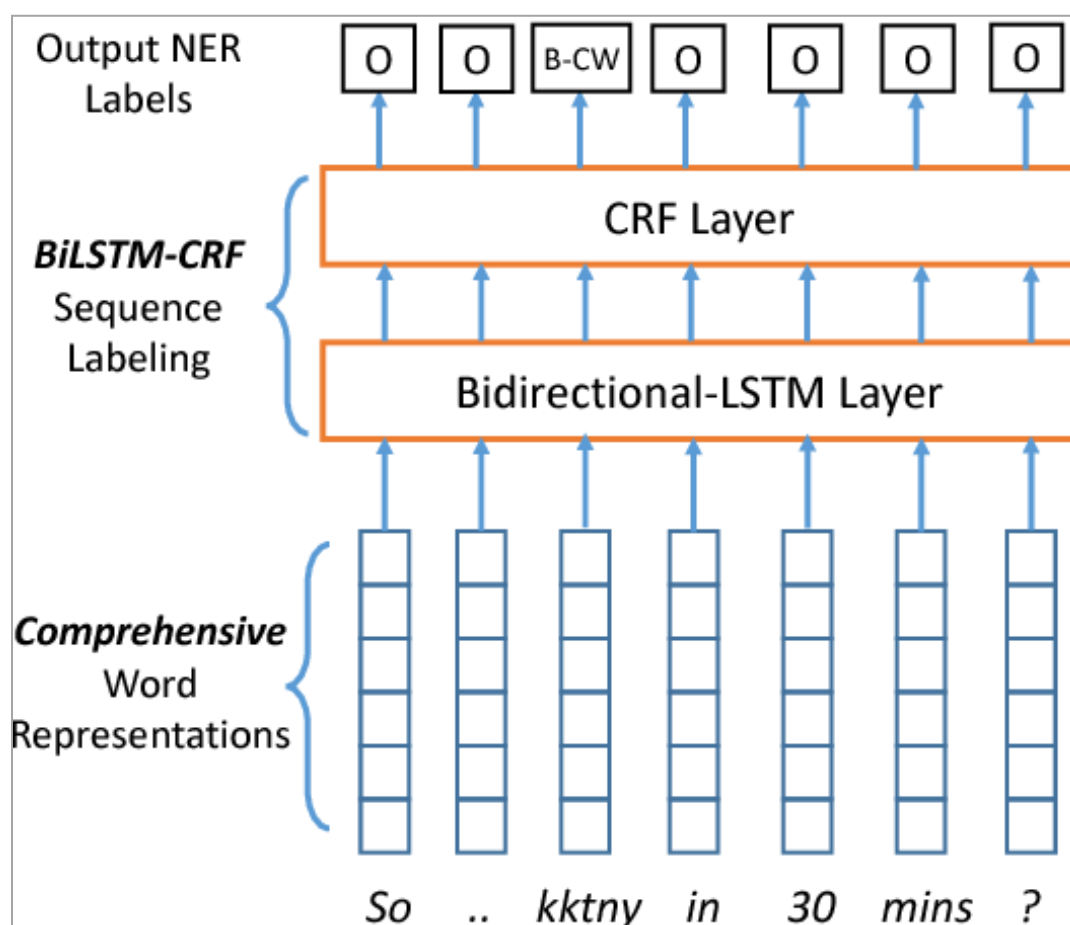 Output NER
Labels
O O B-CW O O O O
CRF Layer
BiLSTM-CRF
Sequence
Labeling
Bidirectional-LSTM Layer
Comprehensive
Word
Representations
So .. kktny in 30 mins ?